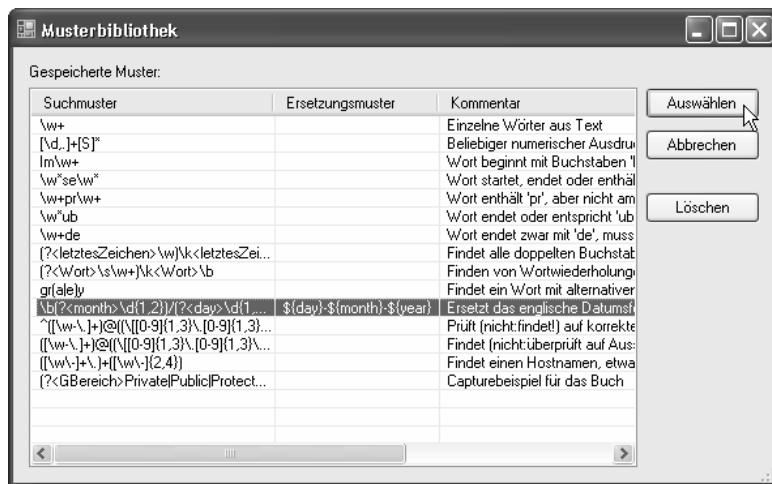 Musterbibliothek
Gespeicherte Muster:
Suchmuster Ersetzungsmuster Kommentar
\w+ Einzelne Wörter aus Text
[\d,.]+[S]* Beliebiger numerischer Ausdru
Im\w+ Wort beginnt mit Buchstaben 'I
\w*se\w* Wort startet, endet oder enthäl
\w+pr\w+ Wort enthält 'pr', aber nicht am
\w*ub Wort endet oder entspricht 'ub
\w+de Wort endet zwar mit 'de', muss
(?<letztesZeichen>\w)\k<letztesZei... Findet alle doppelten Buchstab
(?<Wort>\s\w+)\k<Wort>\b Finden von Wortwiederholunge
gr(a|e)y Findet ein Wort mit alternativer
\b(?<month>\d{1,2})/(?<day>\d{1,... ${day}-${month}-${year} Ersetzt das englische Datumsfo
^([\w-\.]+)@((\[[0-9]{1,3}\.[0-9]{1,3}... Prüft (nicht:findet!) auf korrekte
([\w-\.]+)@((\[[0-9]{1,3}\.[0-9]{1,3}\... Findet (nicht:überprüft auf Aus:
([\w\-]+\.)+([\w\-]{2,4}) Findet einen Hostnamen, etwa
(?<GBereich>Private|Public|Protect... Capturebeispiel für das Buch
Auswählen
Abbrechen
Löschen